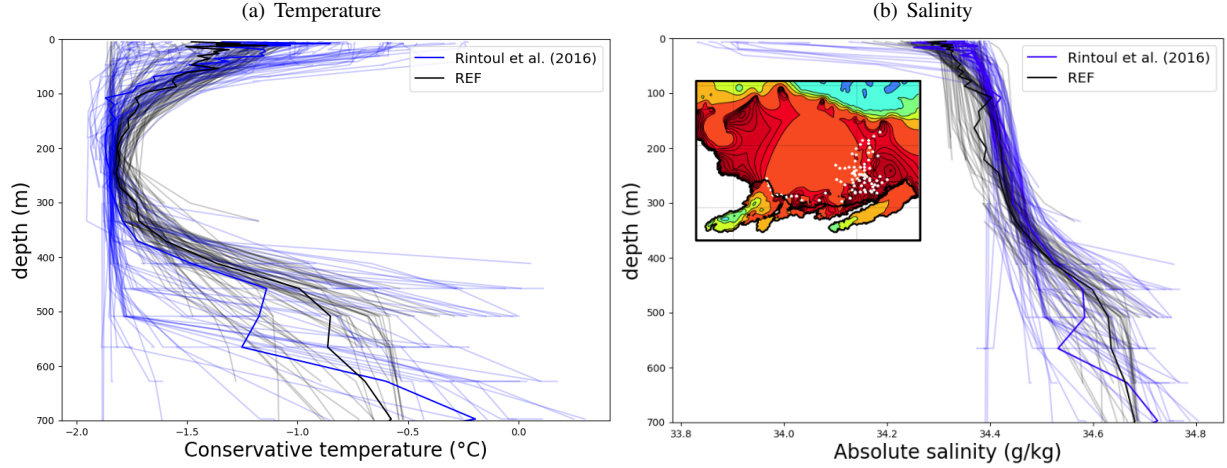 (a) Temperature
(b) Salinity
0
100
200
300
400
500
600
700
depth (m)
Rintoul et al. (2016)
REF
−2.0
−1.5
−1.0
−0.5
0.0
Conservative temperature (°C)
0
100
200
300
400
500
600
700
depth (m)
Rintoul et al. (2016)
REF
33.8
34.0
34.2
34.4
34.6
34.8
Absolute salinity (g/kg)